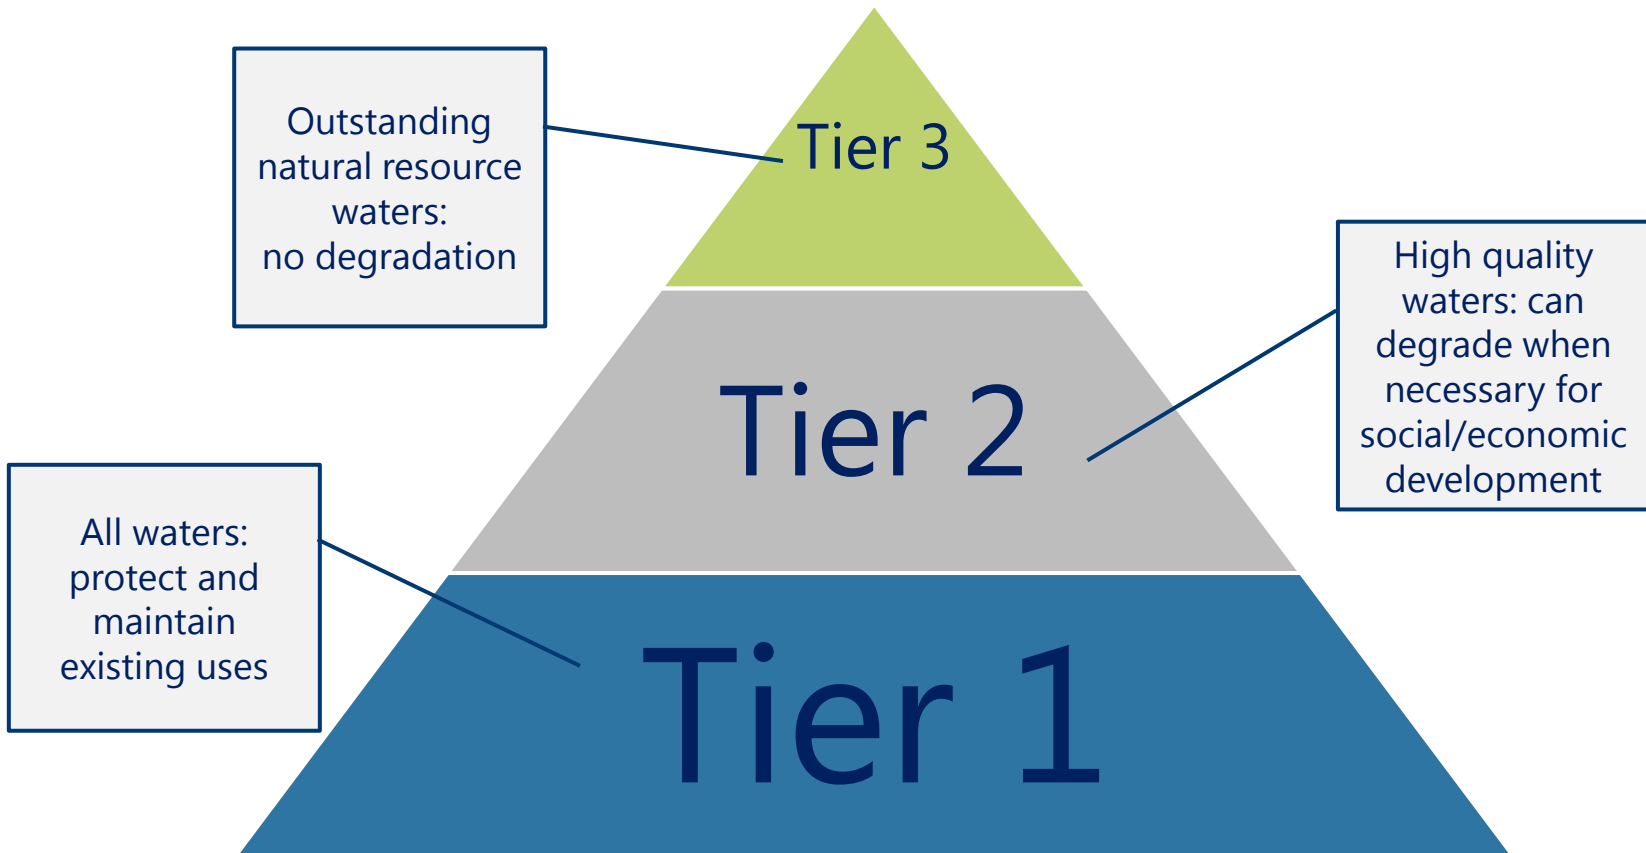 Outstanding
natural resource
waters:
no degradation
Tier 3
High quality
waters: can
degrade when
necessary for
social/economic
development
Tier 2
All waters:
protect and
maintain
existing uses
Tier 1